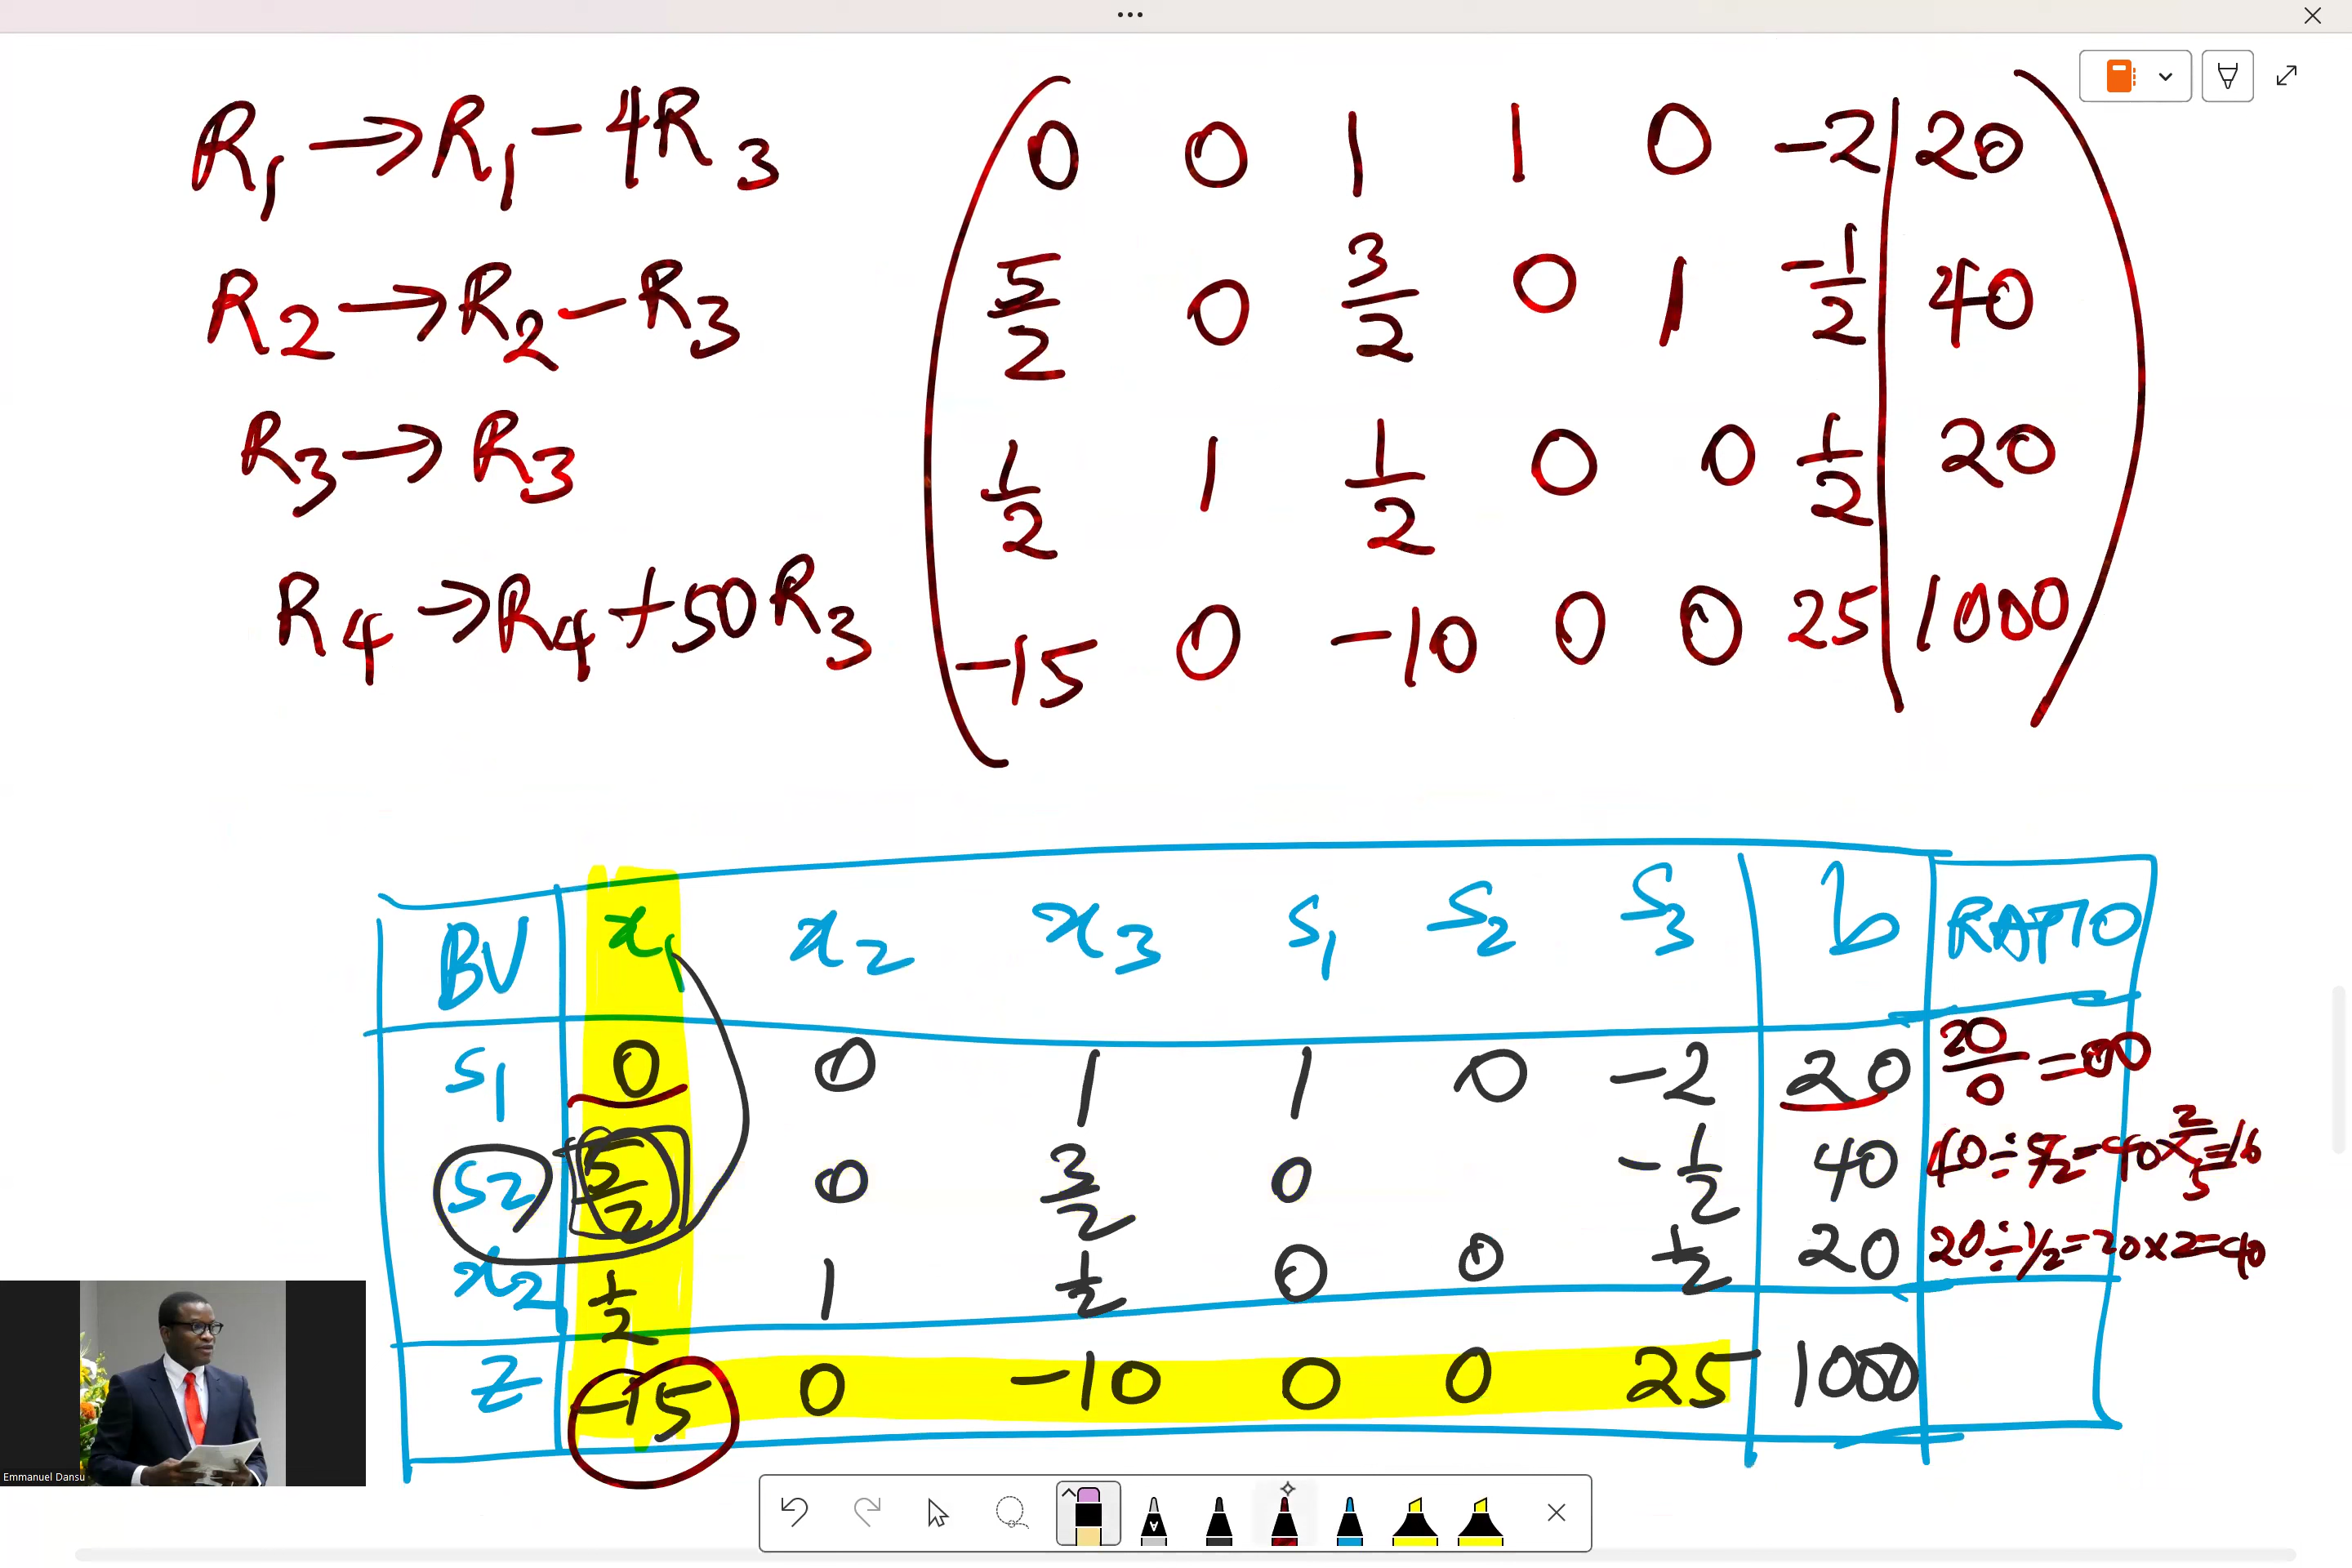 R₁ → R₁ - 4R₃
0 0 1 1 0 -2 | 20
R₂ → R₂ - R₃
5/2 0 3/2 0 1 -1/2 | 40
R₃ → R₃
1/2 1 1/2 0 0 1/2 | 20
R₄ → R₄ + 50R₃
-15 0 -10 0 0 25 | 1000
BV x₁ x₂ x₃ s₁ s₂ s₃ b RATIO
s₁ 0 0 1 1 0 -2 20 20/0 = ∞
s₂ 5/2 0 3/2 0 -1/2 40 40 ÷ 5/2 = 40 × 2/5 = 16
x₂ 1/2 1 1/2 0 0 1/2 20 20 ÷ 1/2 = 20 × 2 = 40
Z -15 0 -10 0 0 25 1000
Emmanuel Dansu